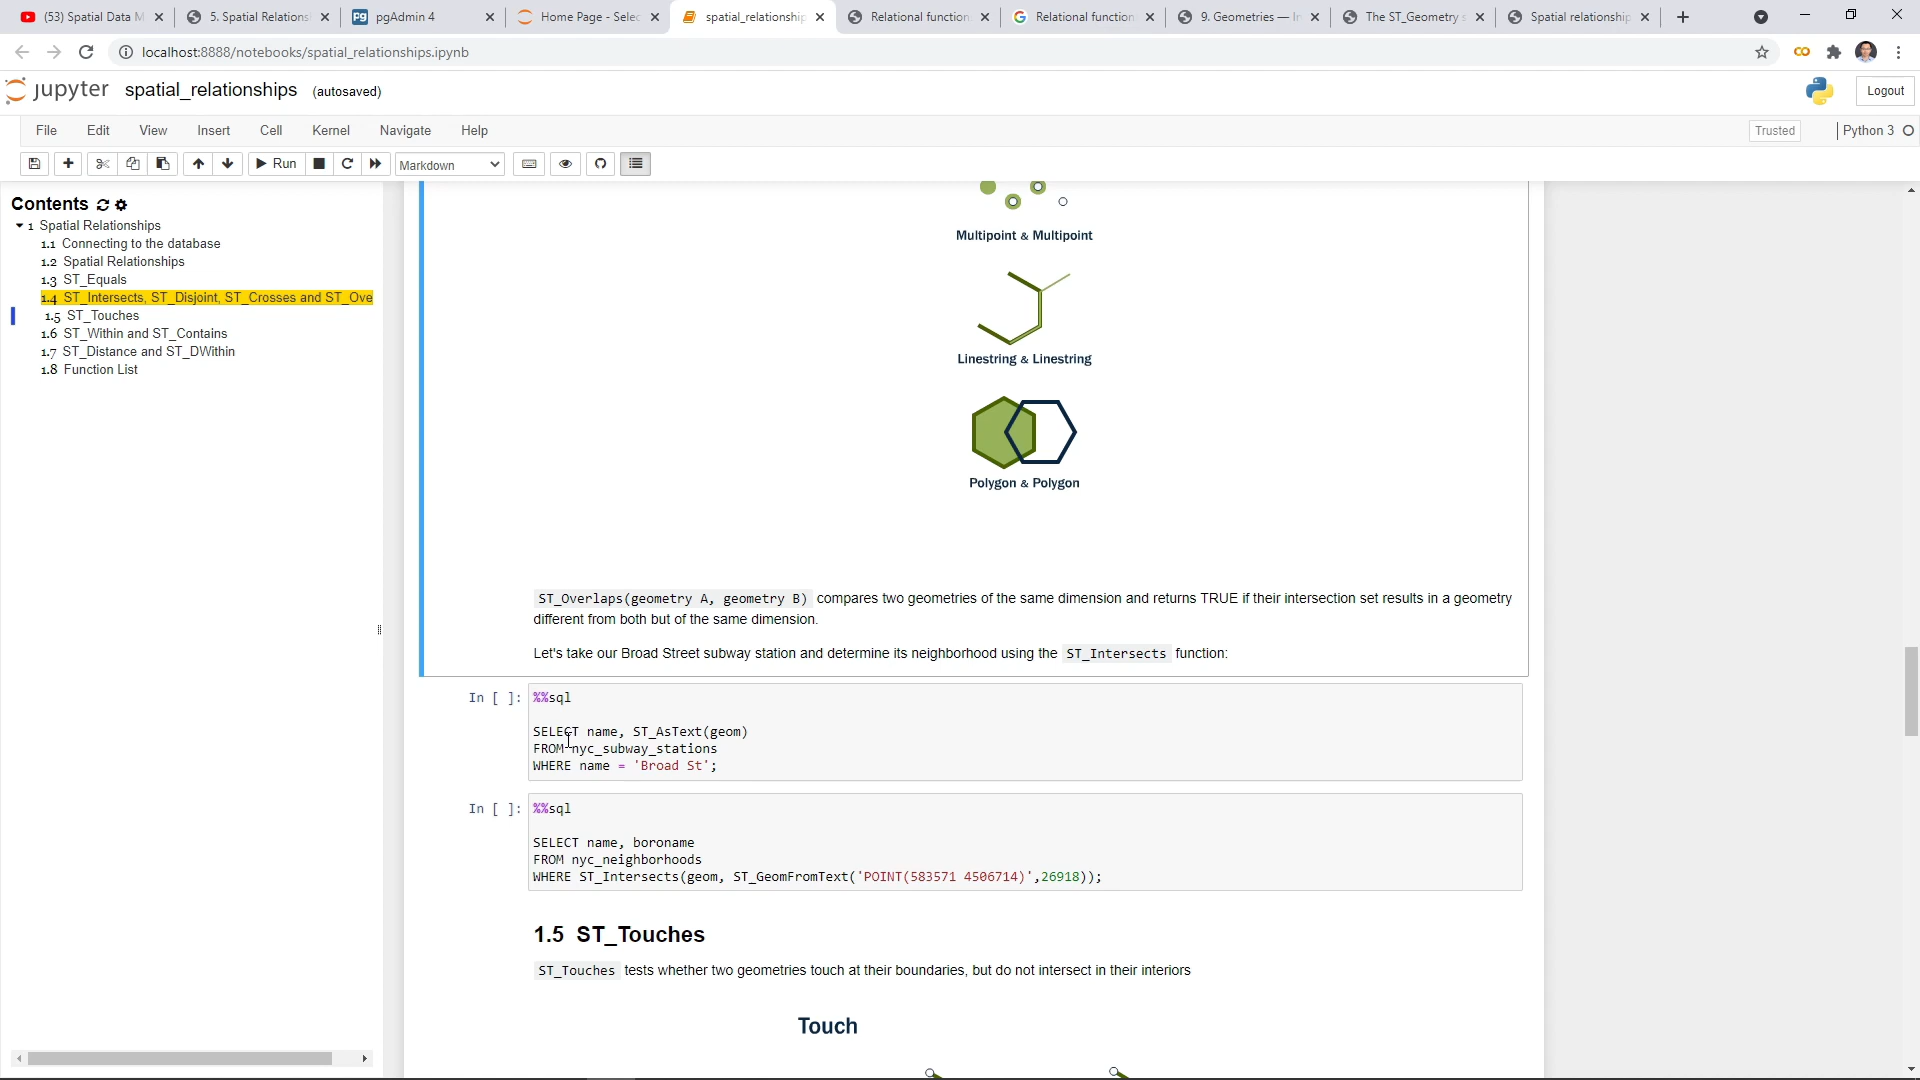 (53) Spatial Data M
5. Spatial Relations
pgAdmin 4
Home Page - Selec
spatial_relationship
Relational function
Relational function
9. Geometries — In
The ST_Geometry s
Spatial relationship
localhost:8888/notebooks/spatial_relationships.ipynb
jupyter spatial_relationships (autosaved)
Logout
File Edit View Insert Cell Kernel Navigate Help
Trusted
Python 3
Run
Markdown
Contents
1 Spatial Relationships
1.1 Connecting to the database
1.2 Spatial Relationships
1.3 ST_Equals
1.4 ST_Intersects, ST_Disjoint, ST_Crosses and ST_Ove
1.5 ST_Touches
1.6 ST_Within and ST_Contains
1.7 ST_Distance and ST_DWithin
1.8 Function List
Multipoint & Multipoint
Linestring & Linestring
Polygon & Polygon
ST_Overlaps(geometry A, geometry B) compares two geometries of the same dimension and returns TRUE if their intersection set results in a geometry
different from both but of the same dimension.
Let's take our Broad Street subway station and determine its neighborhood using the ST_Intersects function:
In [ ]: %%sql
SELECT name, ST_AsText(geom)
FROM nyc_subway_stations
WHERE name = 'Broad St';
In [ ]: %%sql
SELECT name, boroname
FROM nyc_neighborhoods
WHERE ST_Intersects(geom, ST_GeomFromText('POINT(583571 4506714)',26918));
1.5 ST_Touches
ST_Touches tests whether two geometries touch at their boundaries, but do not intersect in their interiors
Touch